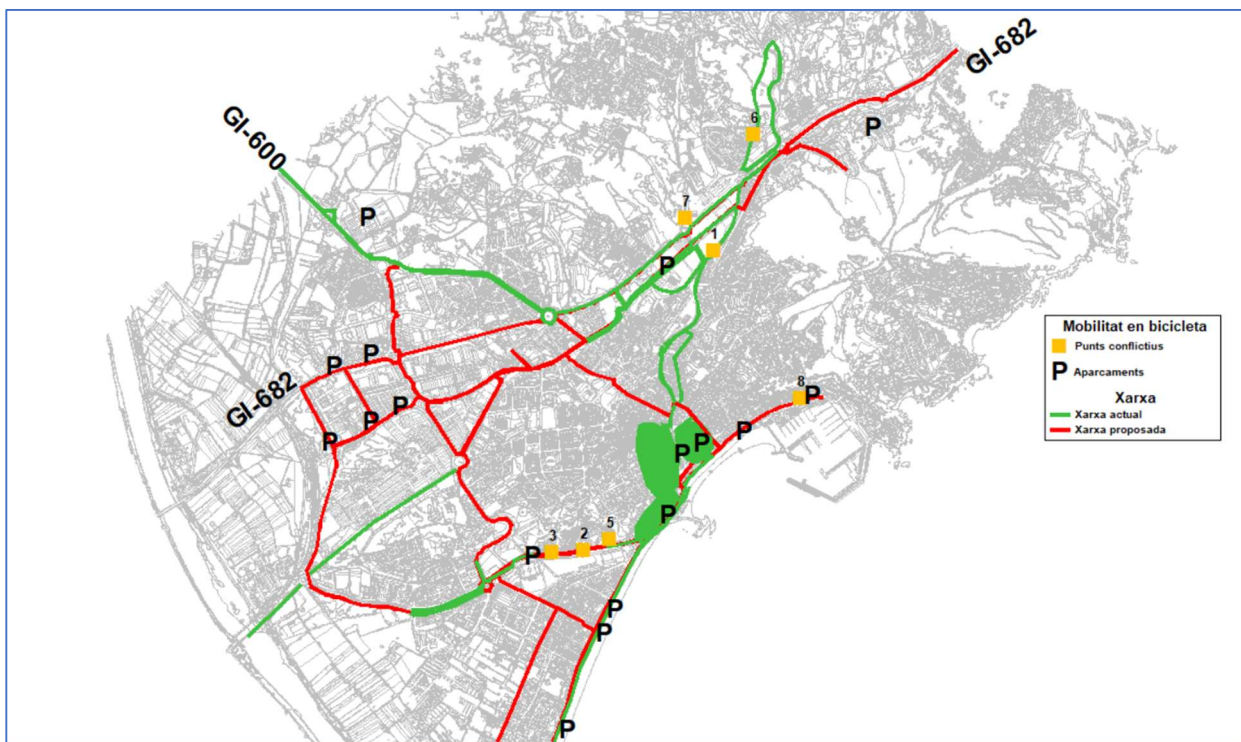 GI-682
P
GI-600
6
P
7
1
P
Mobilitat en bicicleta
Punts conflictius
P Aparcaments
Xarxa
Xarxa actual
Xarxa proposada
P
P
GI-682
8
P
P
P
P
P
P
P
P
5
2
3
P
P
P
P